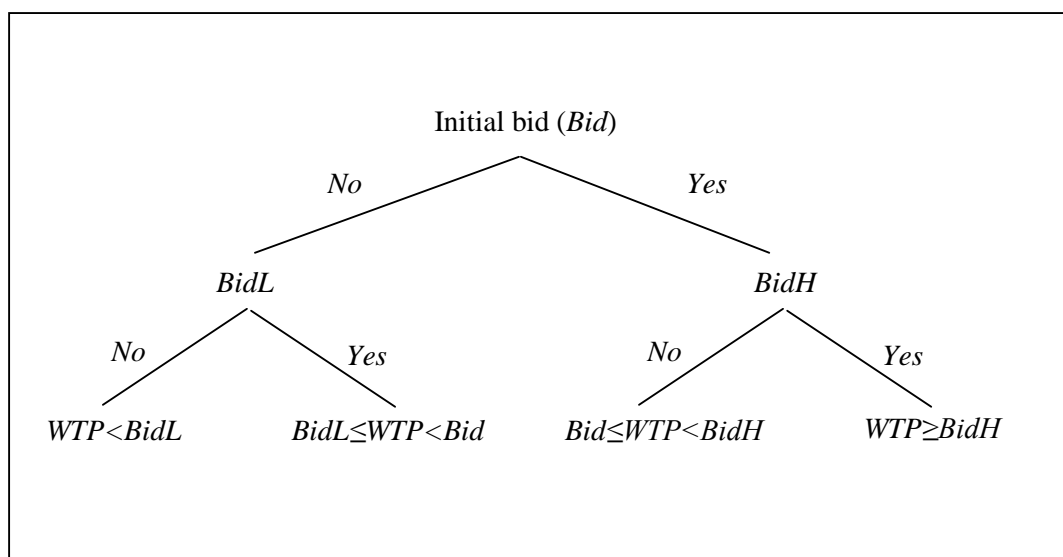 Initial bid (Bid)
No Yes
BidL BidH
No Yes No Yes
WTP<BidL BidL≤WTP<Bid Bid≤WTP<BidH WTP≥BidH